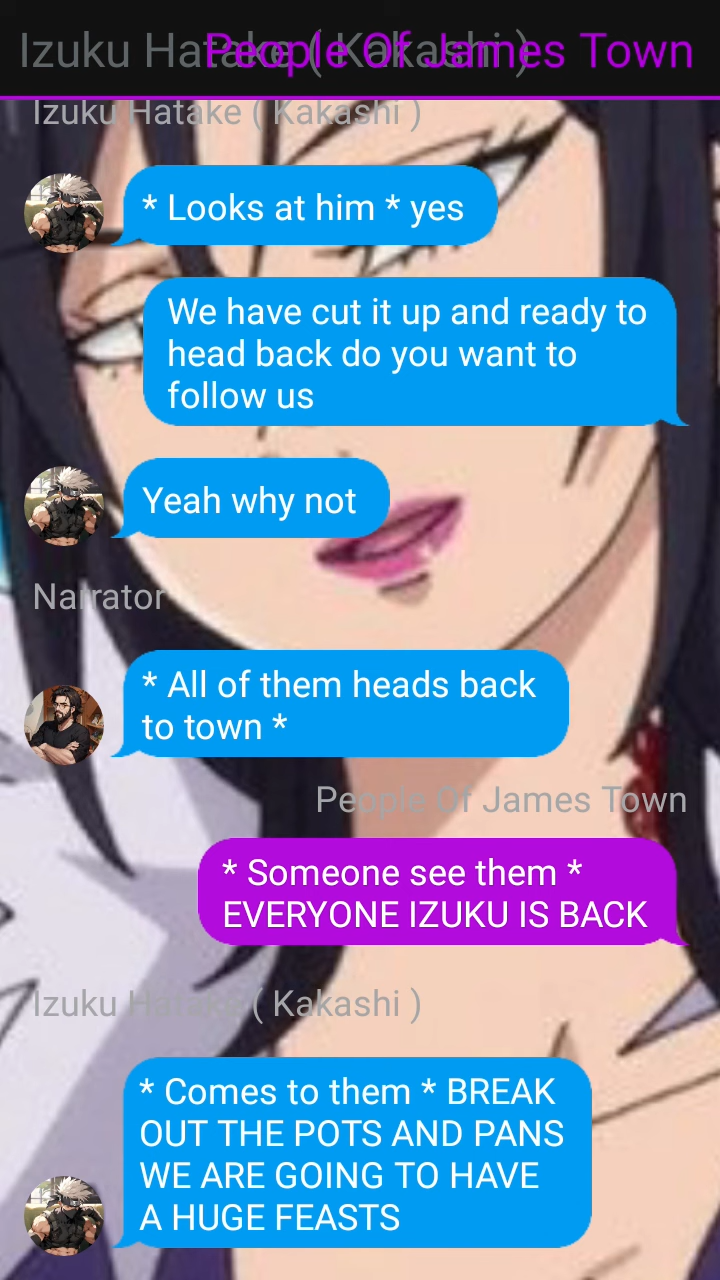 Izuku Hatake ( Kakashi )
People Of James Town
Izuku Hatake ( Kakashi )
* Looks at him * yes
We have cut it up and ready to
head back do you want to
follow us
Yeah why not
Narrator
* All of them heads back
to town *
People Of James Town
* Someone see them *
EVERYONE IZUKU IS BACK
Izuku Hatake ( Kakashi )
* Comes to them * BREAK
OUT THE POTS AND PANS
WE ARE GOING TO HAVE
A HUGE FEASTS